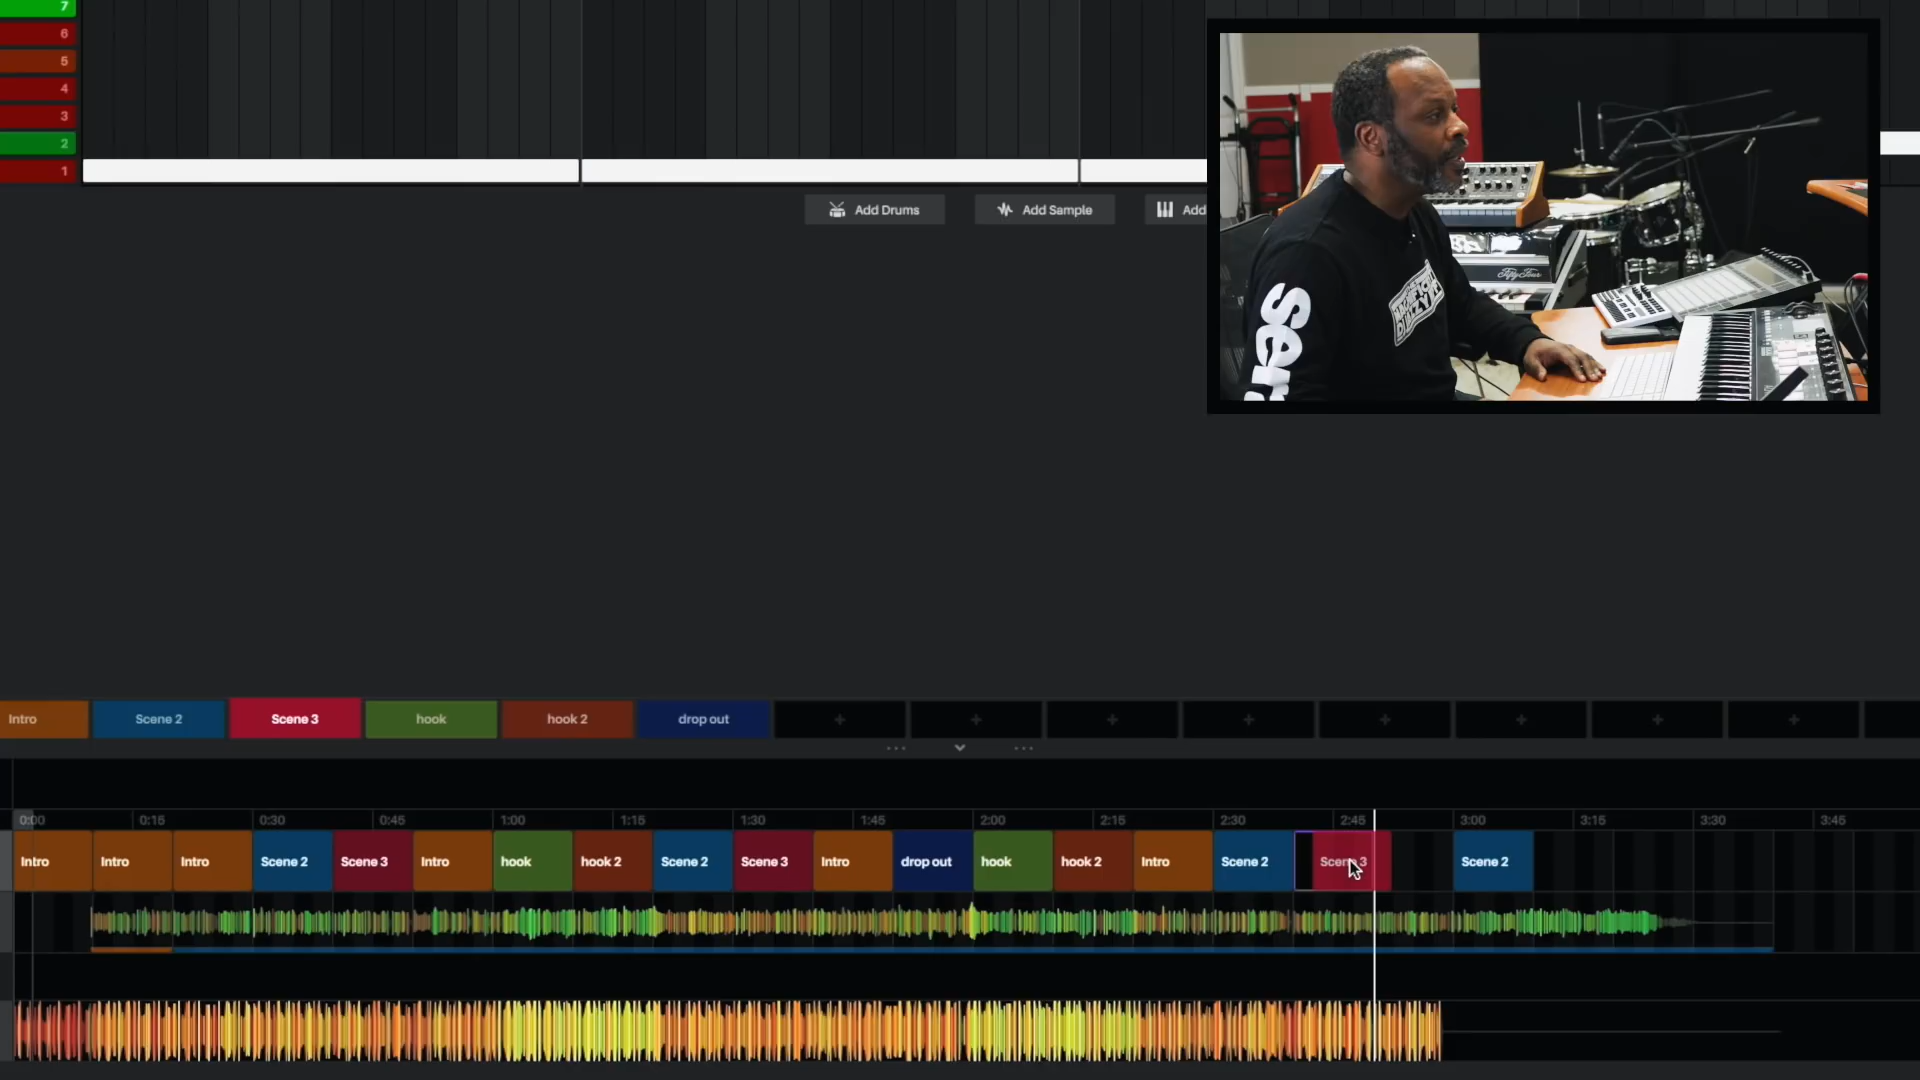 7
6
5
4
3
2
1
Add Drums
Add Sample
Add
Intro
Scene 2
Scene 3
hook
hook 2
drop out
0:00
0:15
0:30
0:45
1:00
1:15
1:30
1:45
2:00
2:15
2:30
2:45
3:00
3:15
3:30
3:45
Intro
Intro
Intro
Scene 2
Scene 3
Intro
hook
hook 2
Scene 2
Scene 3
Intro
drop out
hook
hook 2
Intro
Scene 2
Scene 3
Scene 2